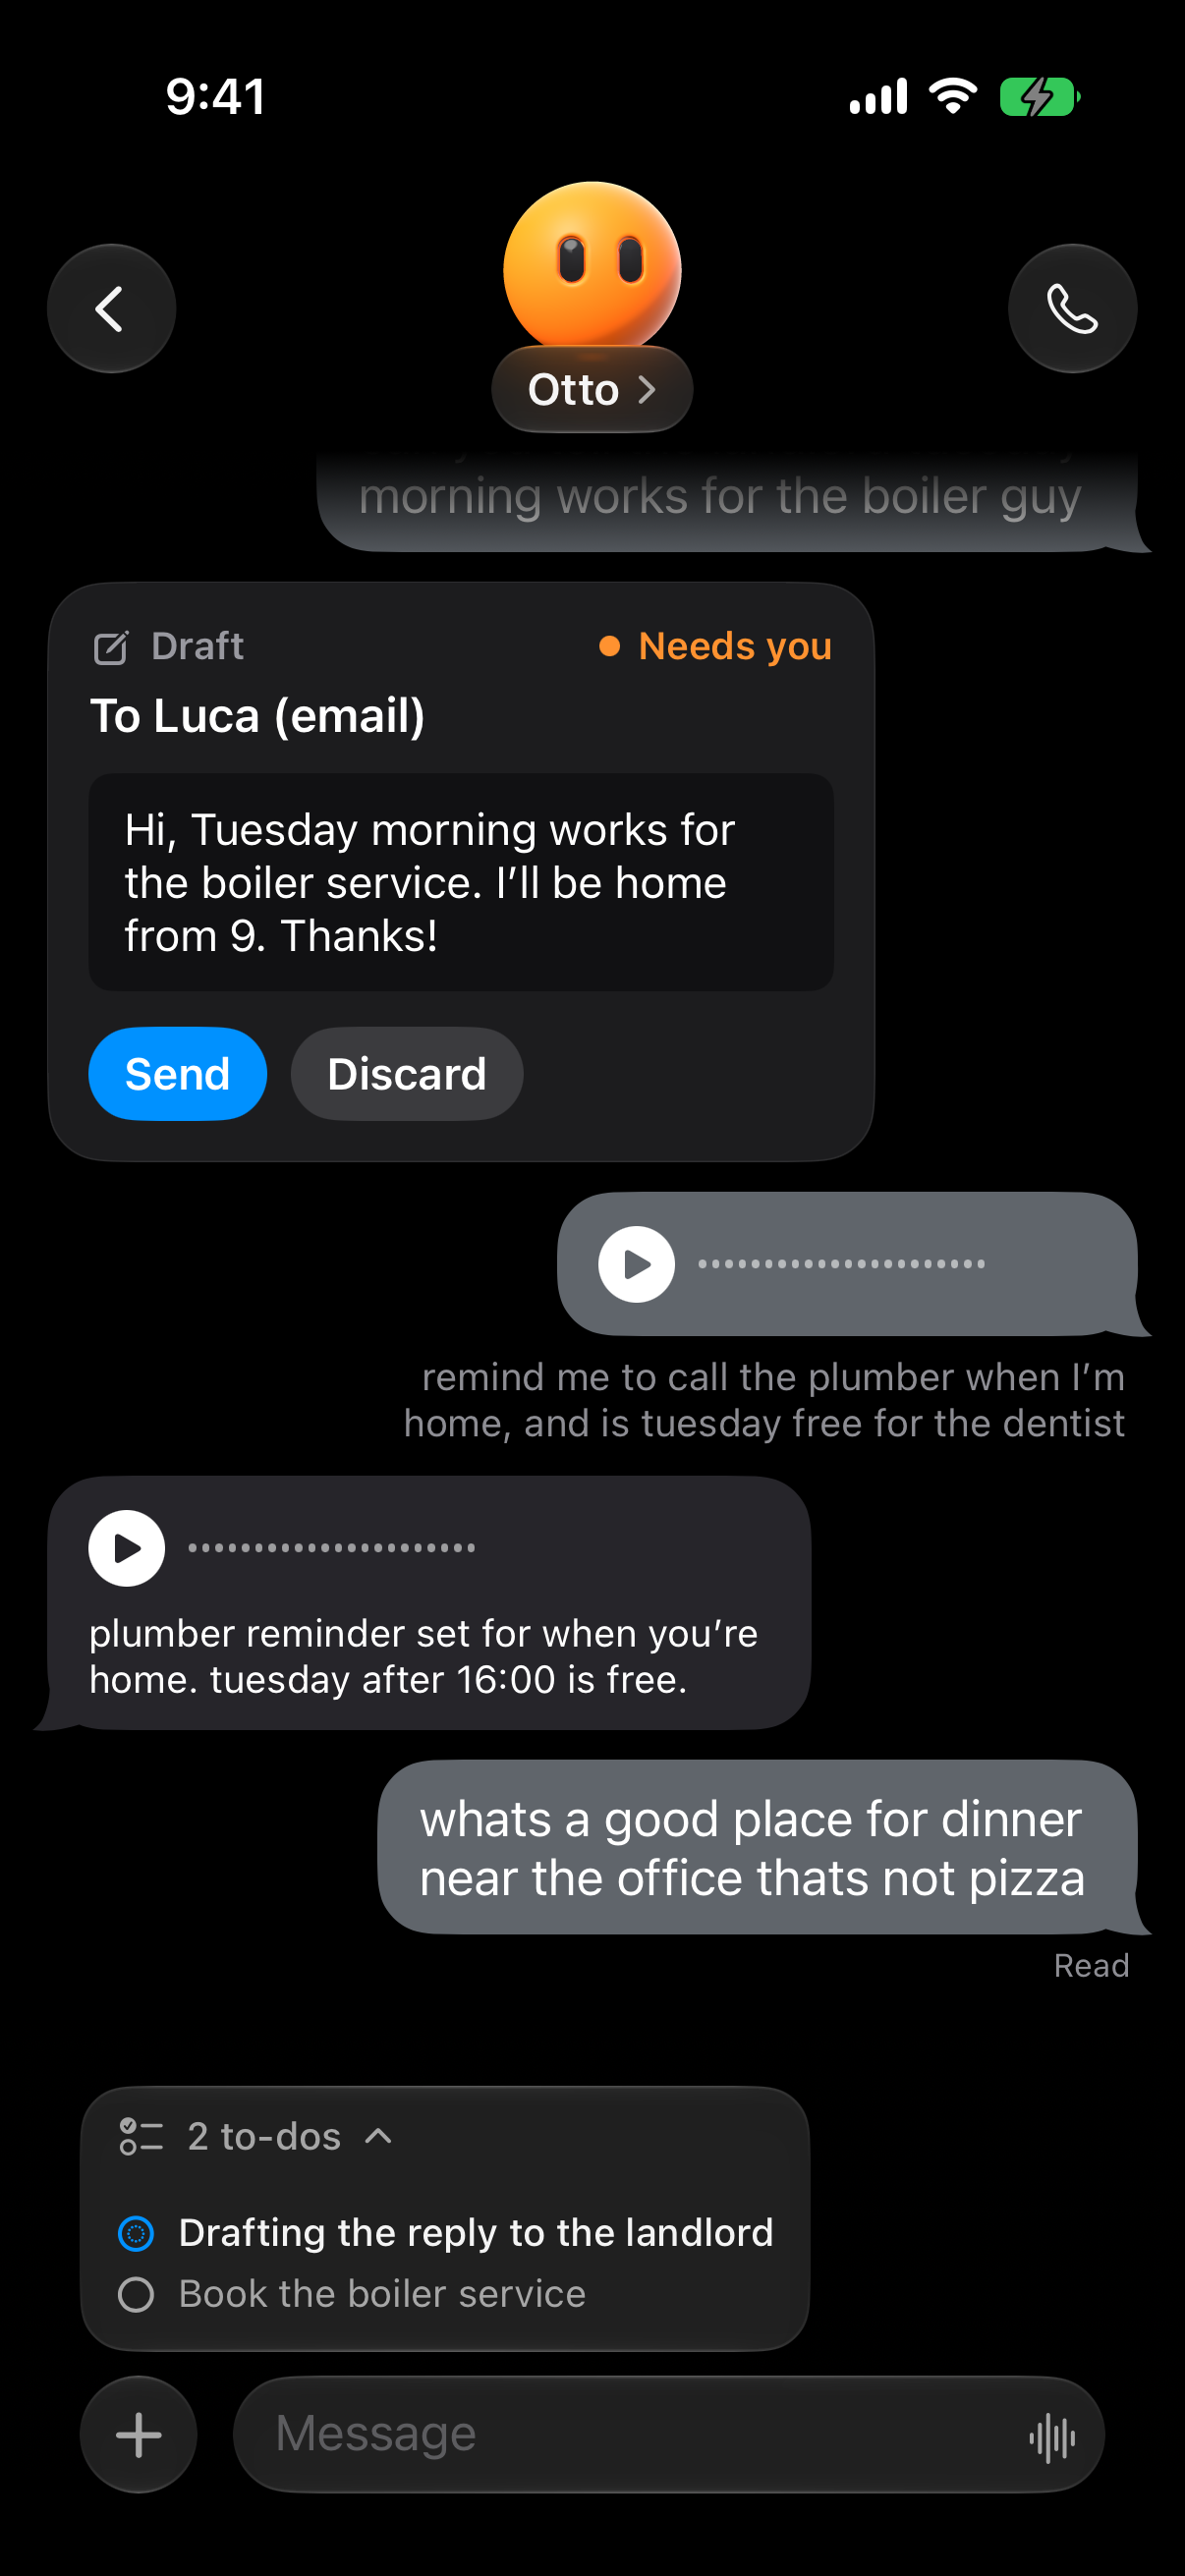 9:41
Otto
morning works for the boiler guy
Draft
Needs you
To Luca (email)
Hi, Tuesday morning works for
the boiler service. I’ll be home
from 9. Thanks!
Send
Discard
remind me to call the plumber when I’m
home, and is tuesday free for the dentist
plumber reminder set for when you’re
home. tuesday after 16:00 is free.
whats a good place for dinner
near the office thats not pizza
Read
2 to-dos
Drafting the reply to the landlord
Book the boiler service
Message